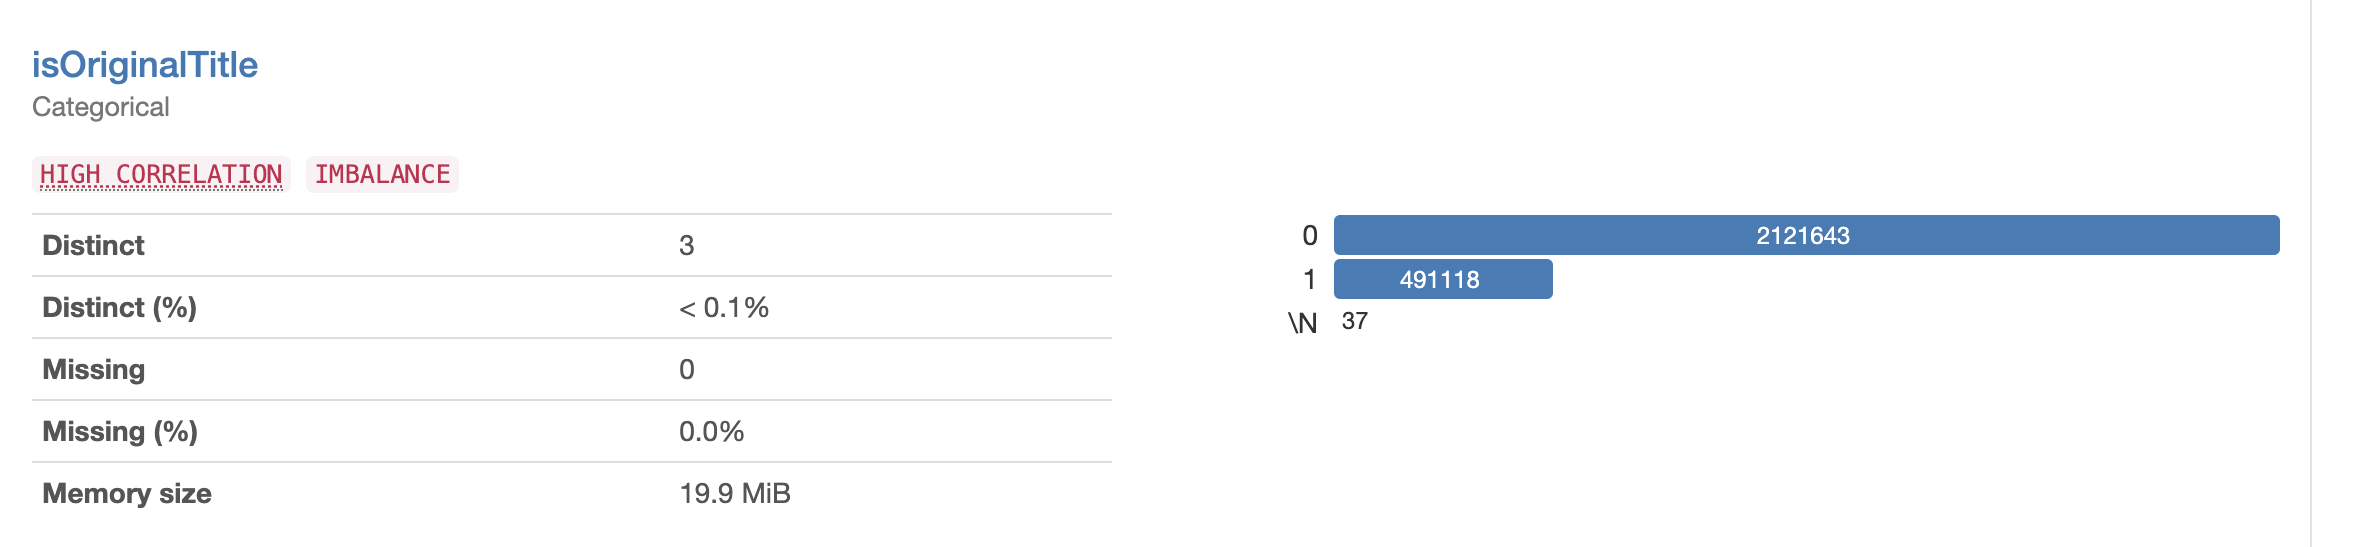 isOriginalTitle
Categorical
HIGH CORRELATION IMBALANCE
Distinct 3
Distinct (%) < 0.1%
Missing 0
Missing (%) 0.0%
Memory size 19.9 MiB
0 2121643
1 491118
\N 37